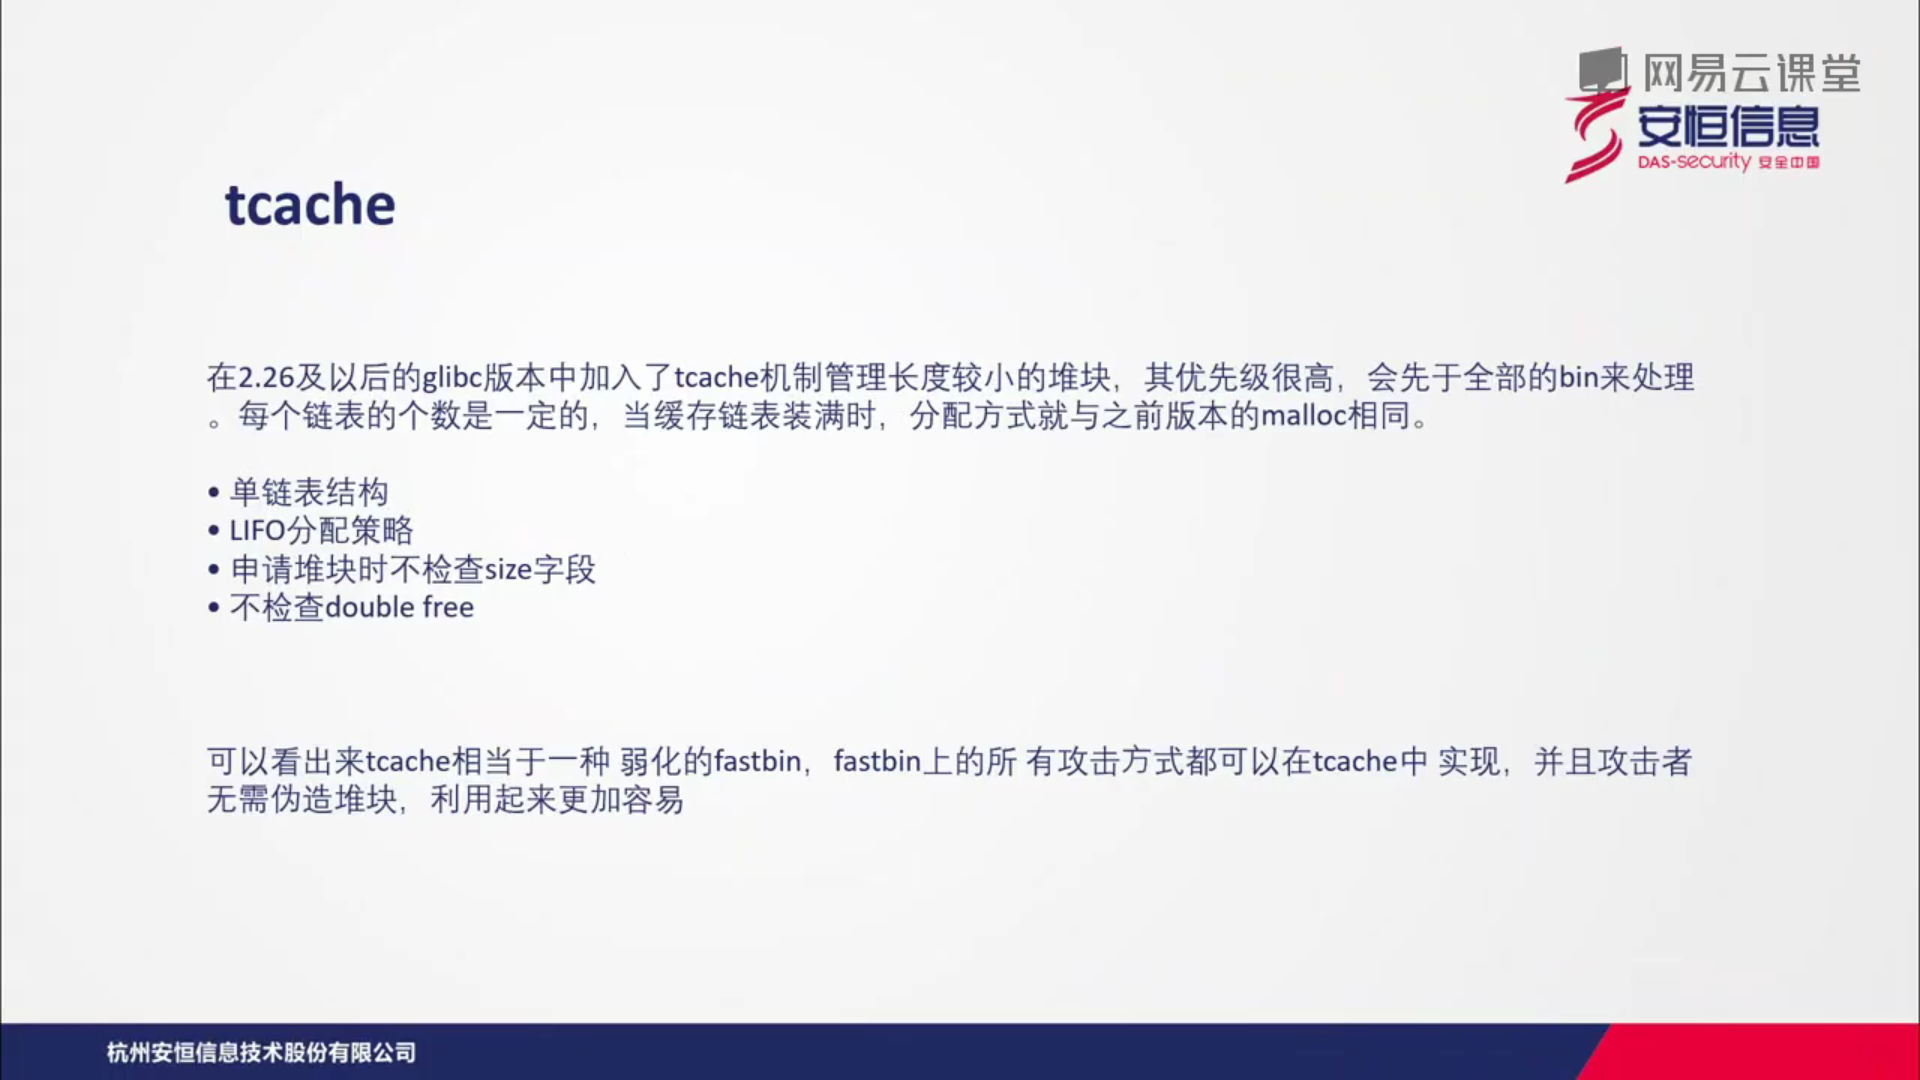 网易云课堂
安恒信息
DAS-security 安全中国
tcache
在2.26及以后的glibc版本中加入了tcache机制管理长度较小的堆块，其优先级很高，会先于全部的bin来处理
。每个链表的个数是一定的，当缓存链表装满时，分配方式就与之前版本的malloc相同。
• 单链表结构
• LIFO分配策略
• 申请堆块时不检查size字段
• 不检查double free
可以看出来tcache相当于一种 弱化的fastbin，fastbin上的所 有攻击方式都可以在tcache中 实现，并且攻击者
无需伪造堆块，利用起来更加容易
杭州安恒信息技术股份有限公司